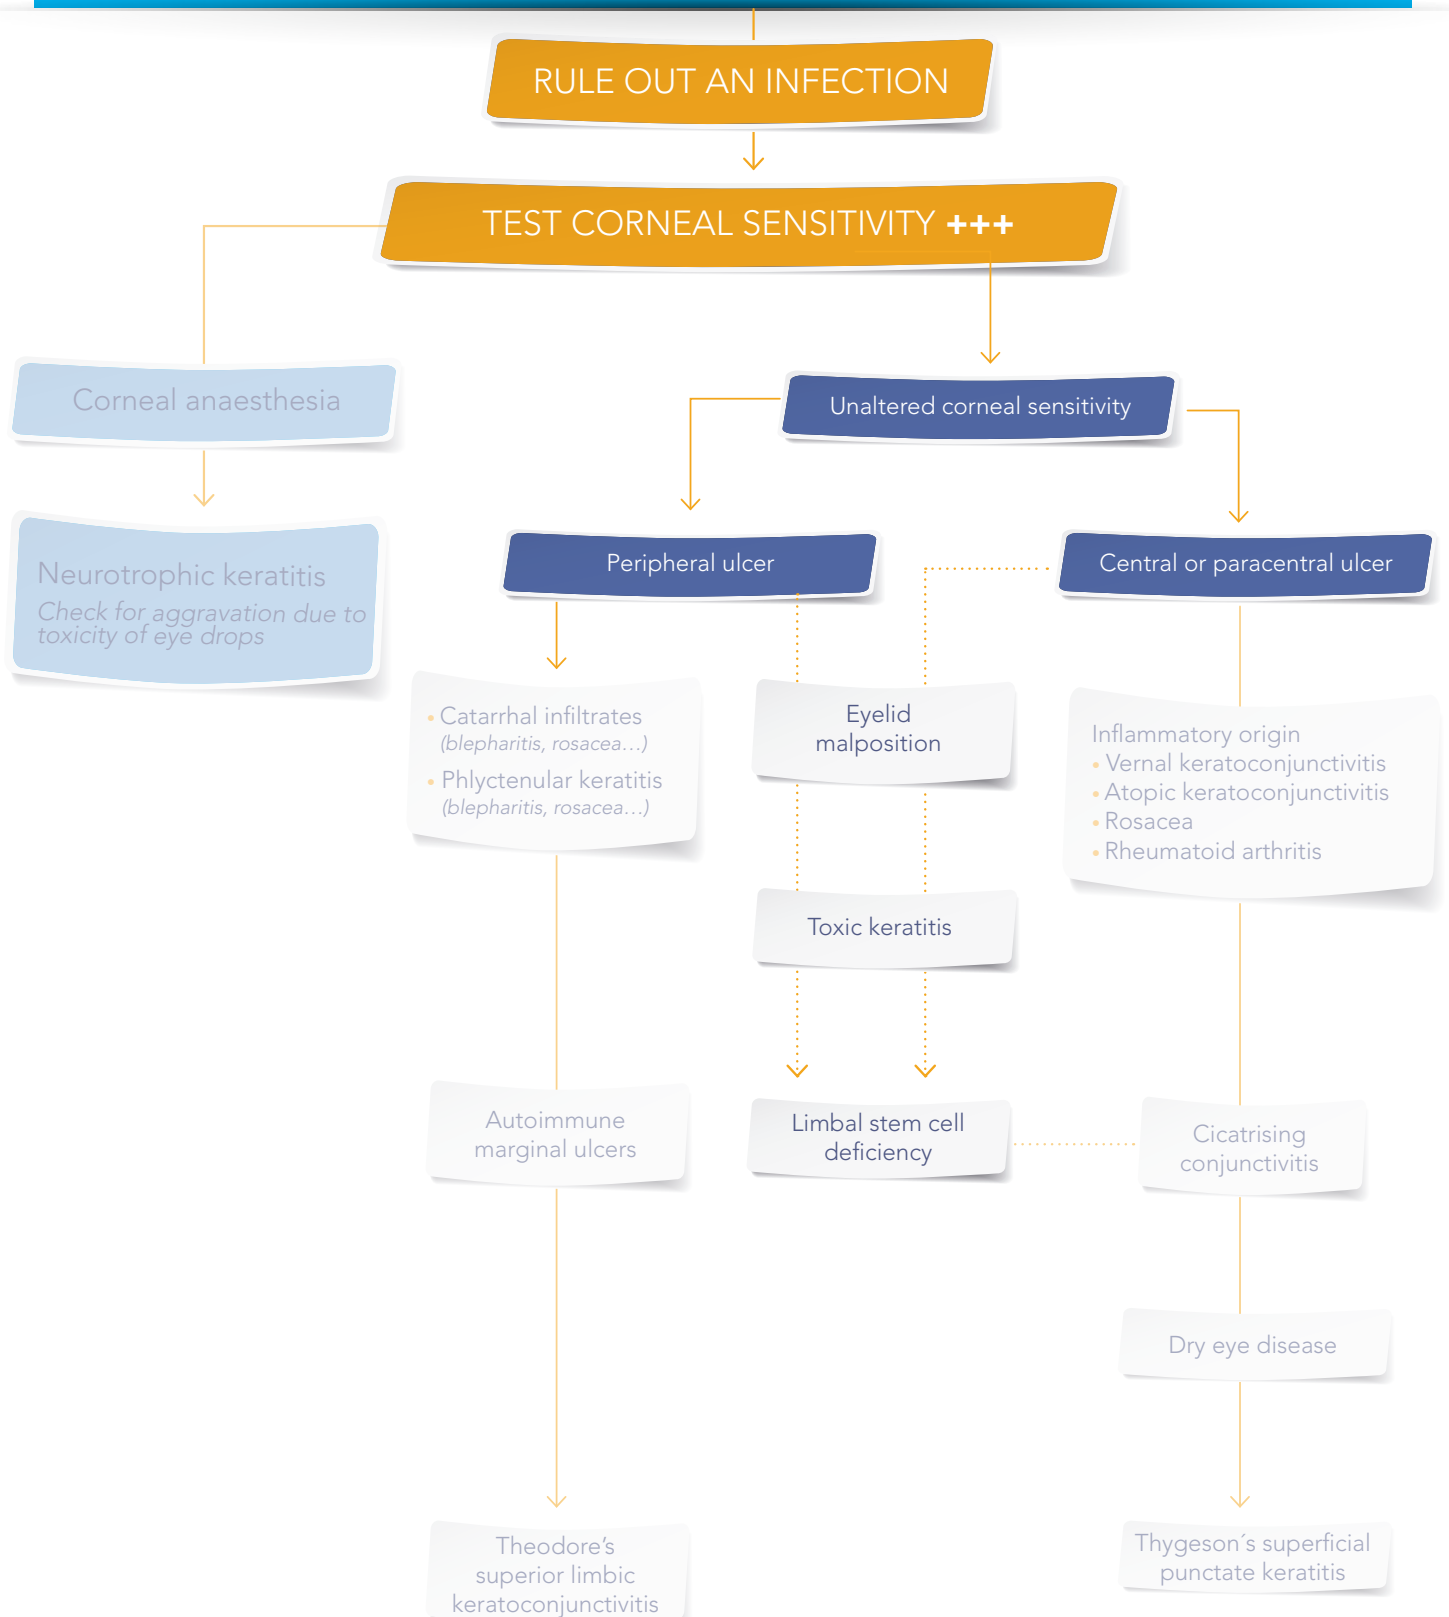 RULE OUT AN INFECTION
TEST CORNEAL SENSITIVITY +++
Corneal anaesthesia
Unaltered corneal sensitivity
Neurotrophic keratitis
Check for aggravation due to
toxicity of eye drops
Peripheral ulcer
Central or paracentral ulcer
• Catarrhal infiltrates
(blepharitis, rosacea…)
• Phlyctenular keratitis
(blepharitis, rosacea…)
Eyelid
malposition
Inflammatory origin
• Vernal keratoconjunctivitis
• Atopic keratoconjunctivitis
• Rosacea
• Rheumatoid arthritis
Toxic keratitis
Autoimmune
marginal ulcers
Limbal stem cell
deficiency
Cicatrising
conjunctivitis
Dry eye disease
Theodore’s
superior limbic
keratoconjunctivitis
Thygeson´s superficial
punctate keratitis